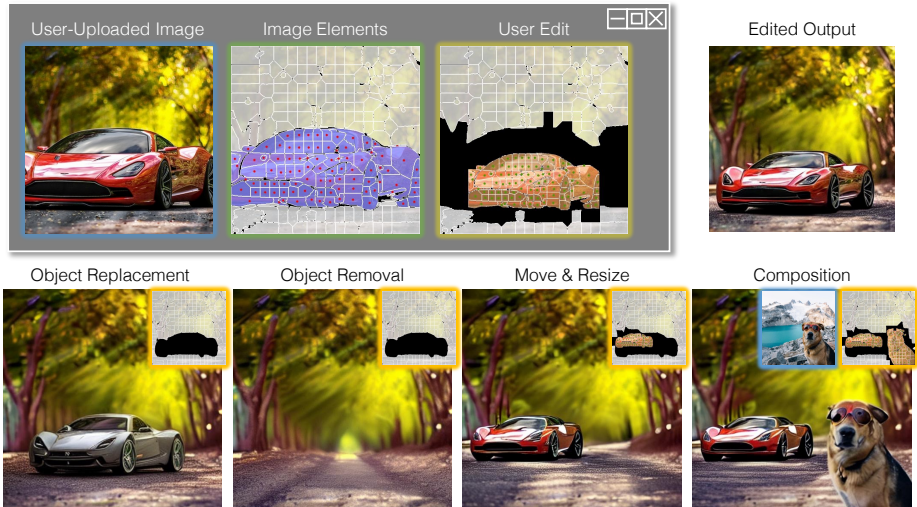 User-Uploaded Image
Image Elements
User Edit
Edited Output
Object Replacement
Object Removal
Move & Resize
Composition